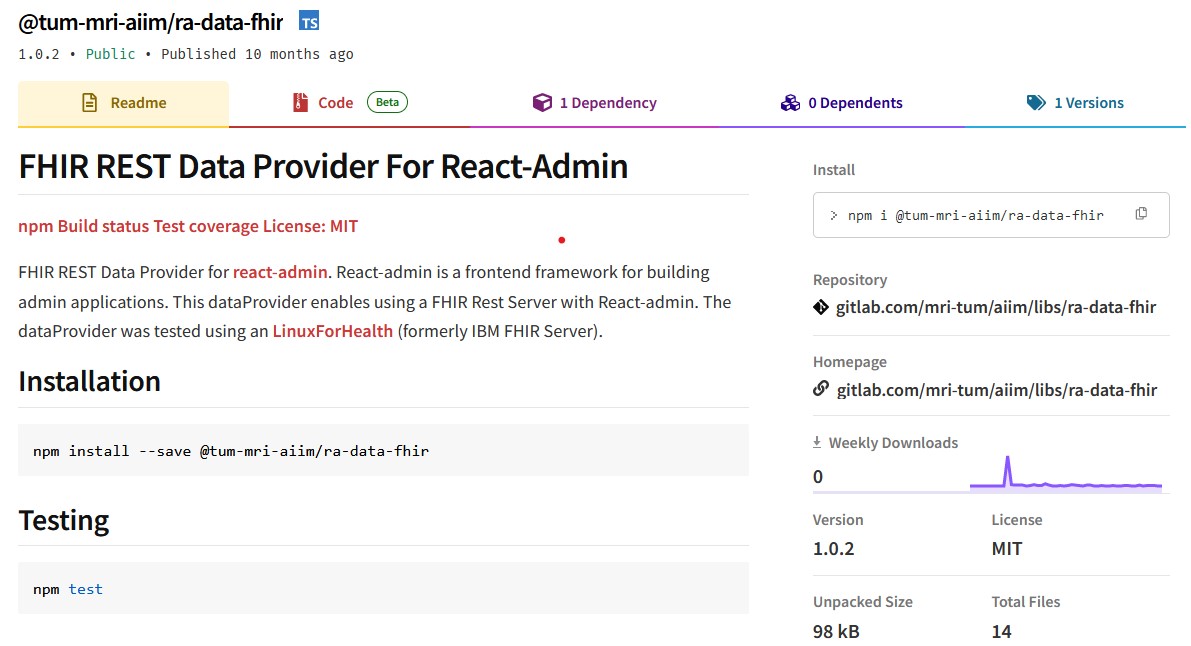 @tum-mri-aiim/ra-data-fhir TS
1.0.2 • Public • Published 10 months ago
Readme
Code Beta
1 Dependency
0 Dependents
1 Versions
FHIR REST Data Provider For React-Admin
npm Build status Test coverage License: MIT
FHIR REST Data Provider for react-admin. React-admin is a frontend framework for building
admin applications. This dataProvider enables using a FHIR Rest Server with React-admin. The
dataProvider was tested using an LinuxForHealth (formerly IBM FHIR Server).
Installation
npm install --save @tum-mri-aiim/ra-data-fhir
Testing
npm test
Install
> npm i @tum-mri-aiim/ra-data-fhir
Repository
gitlab.com/mri-tum/aiim/libs/ra-data-fhir
Homepage
gitlab.com/mri-tum/aiim/libs/ra-data-fhir
Weekly Downloads
0
Version
1.0.2
License
MIT
Unpacked Size
98 kB
Total Files
14